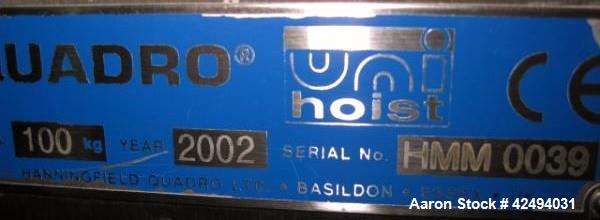 QUADRO®
uni
hoist
CE
100 kg YEAR 2002 SERIAL No. HMM 0039
HANNINGFIELD QUADRO LTD. • BASILDON • ESSEX
Aaron Stock # 42494031